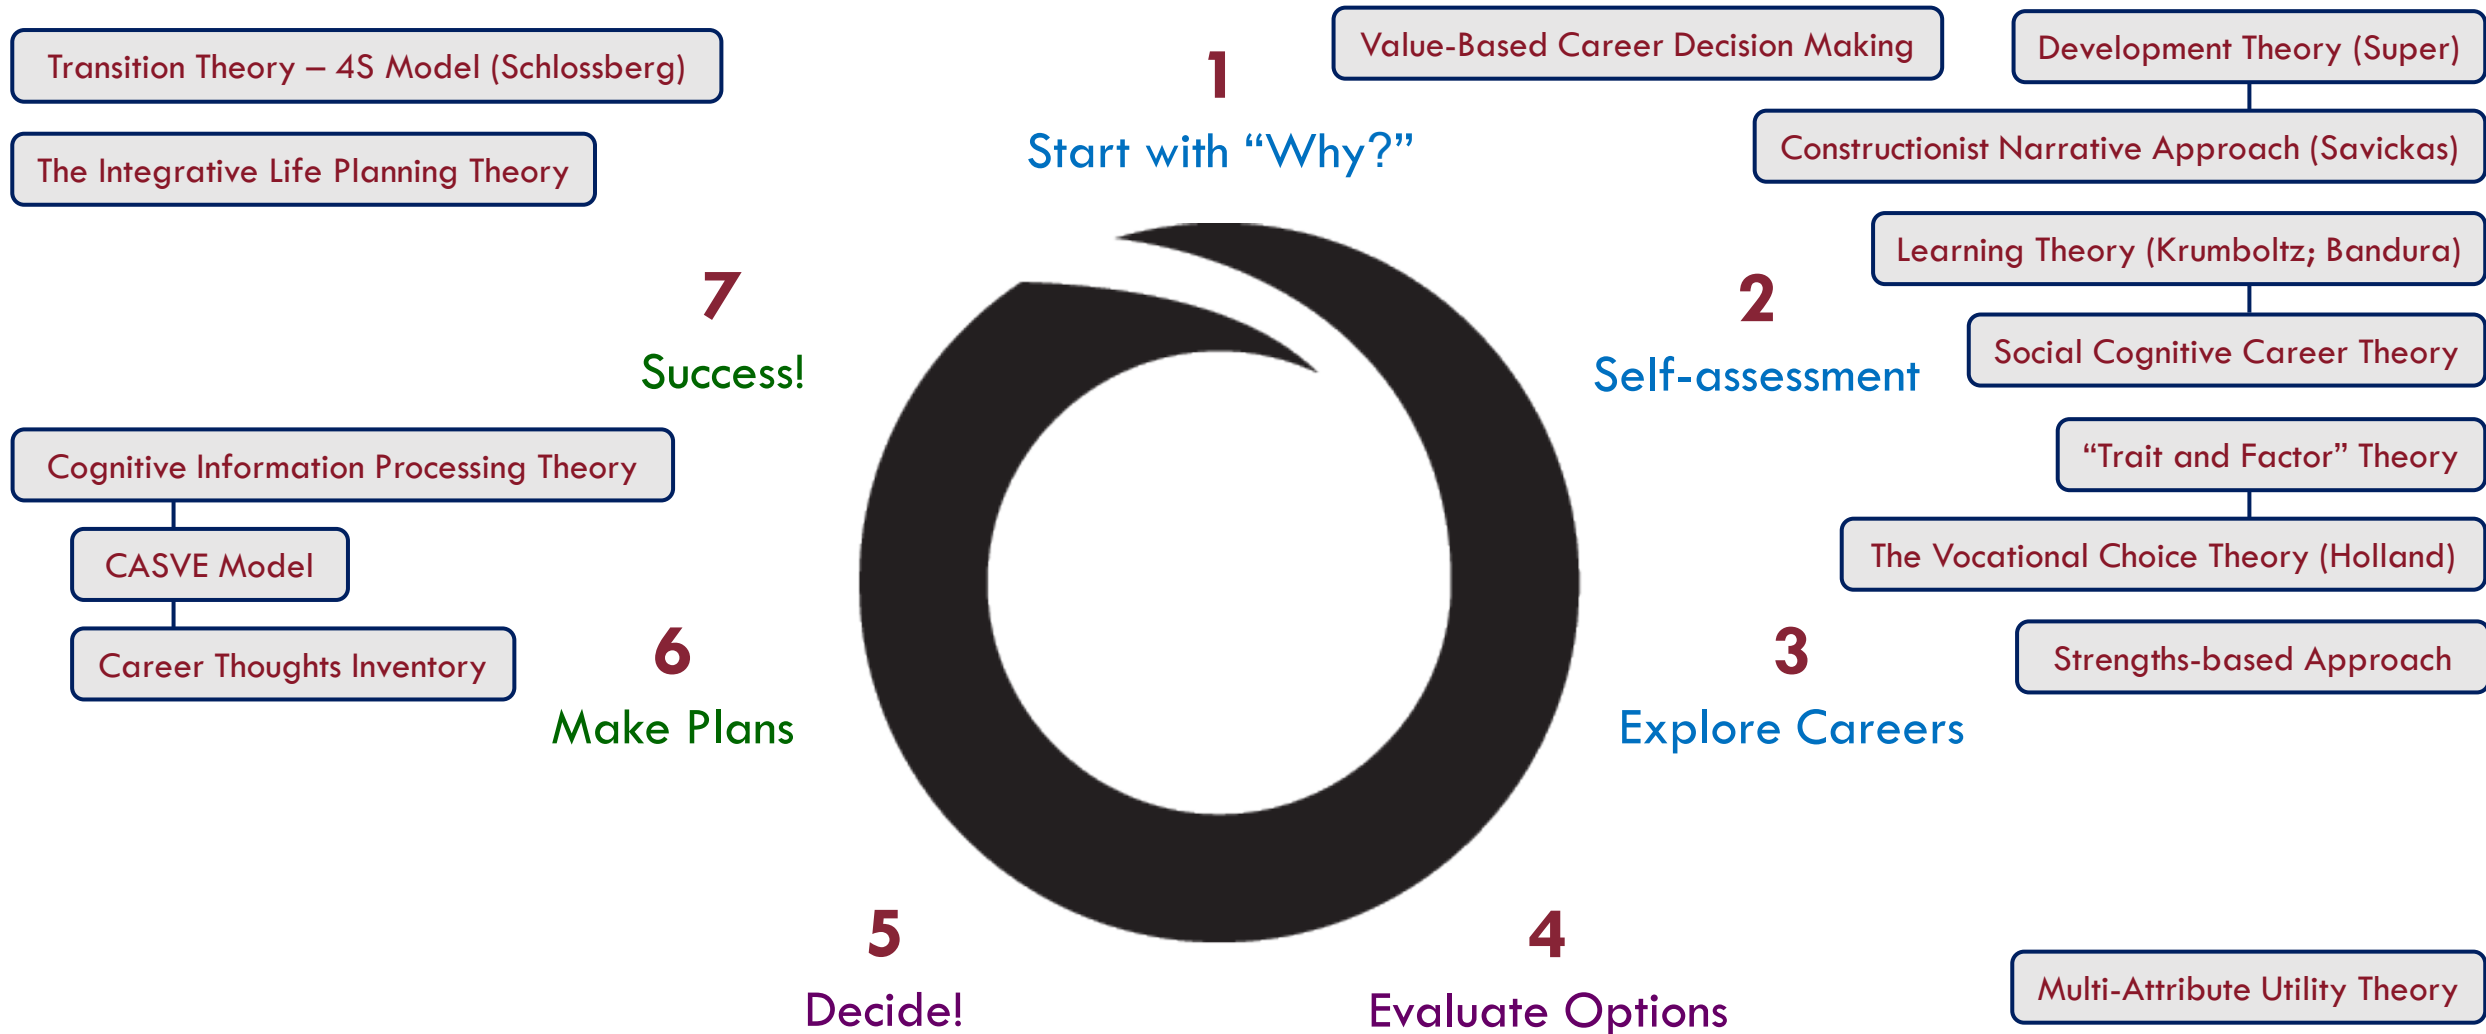 Transition Theory – 4S Model (Schlossberg)
The Integrative Life Planning Theory
1
Start with “Why?”
Value-Based Career Decision Making
Development Theory (Super)
Constructionist Narrative Approach (Savickas)
Learning Theory (Krumboltz; Bandura)
2
Self-assessment
Social Cognitive Career Theory
“Trait and Factor” Theory
The Vocational Choice Theory (Holland)
3
Explore Careers
Strengths-based Approach
4
Evaluate Options
Multi-Attribute Utility Theory
5
Decide!
6
Make Plans
Cognitive Information Processing Theory
CASVE Model
Career Thoughts Inventory
7
Success!